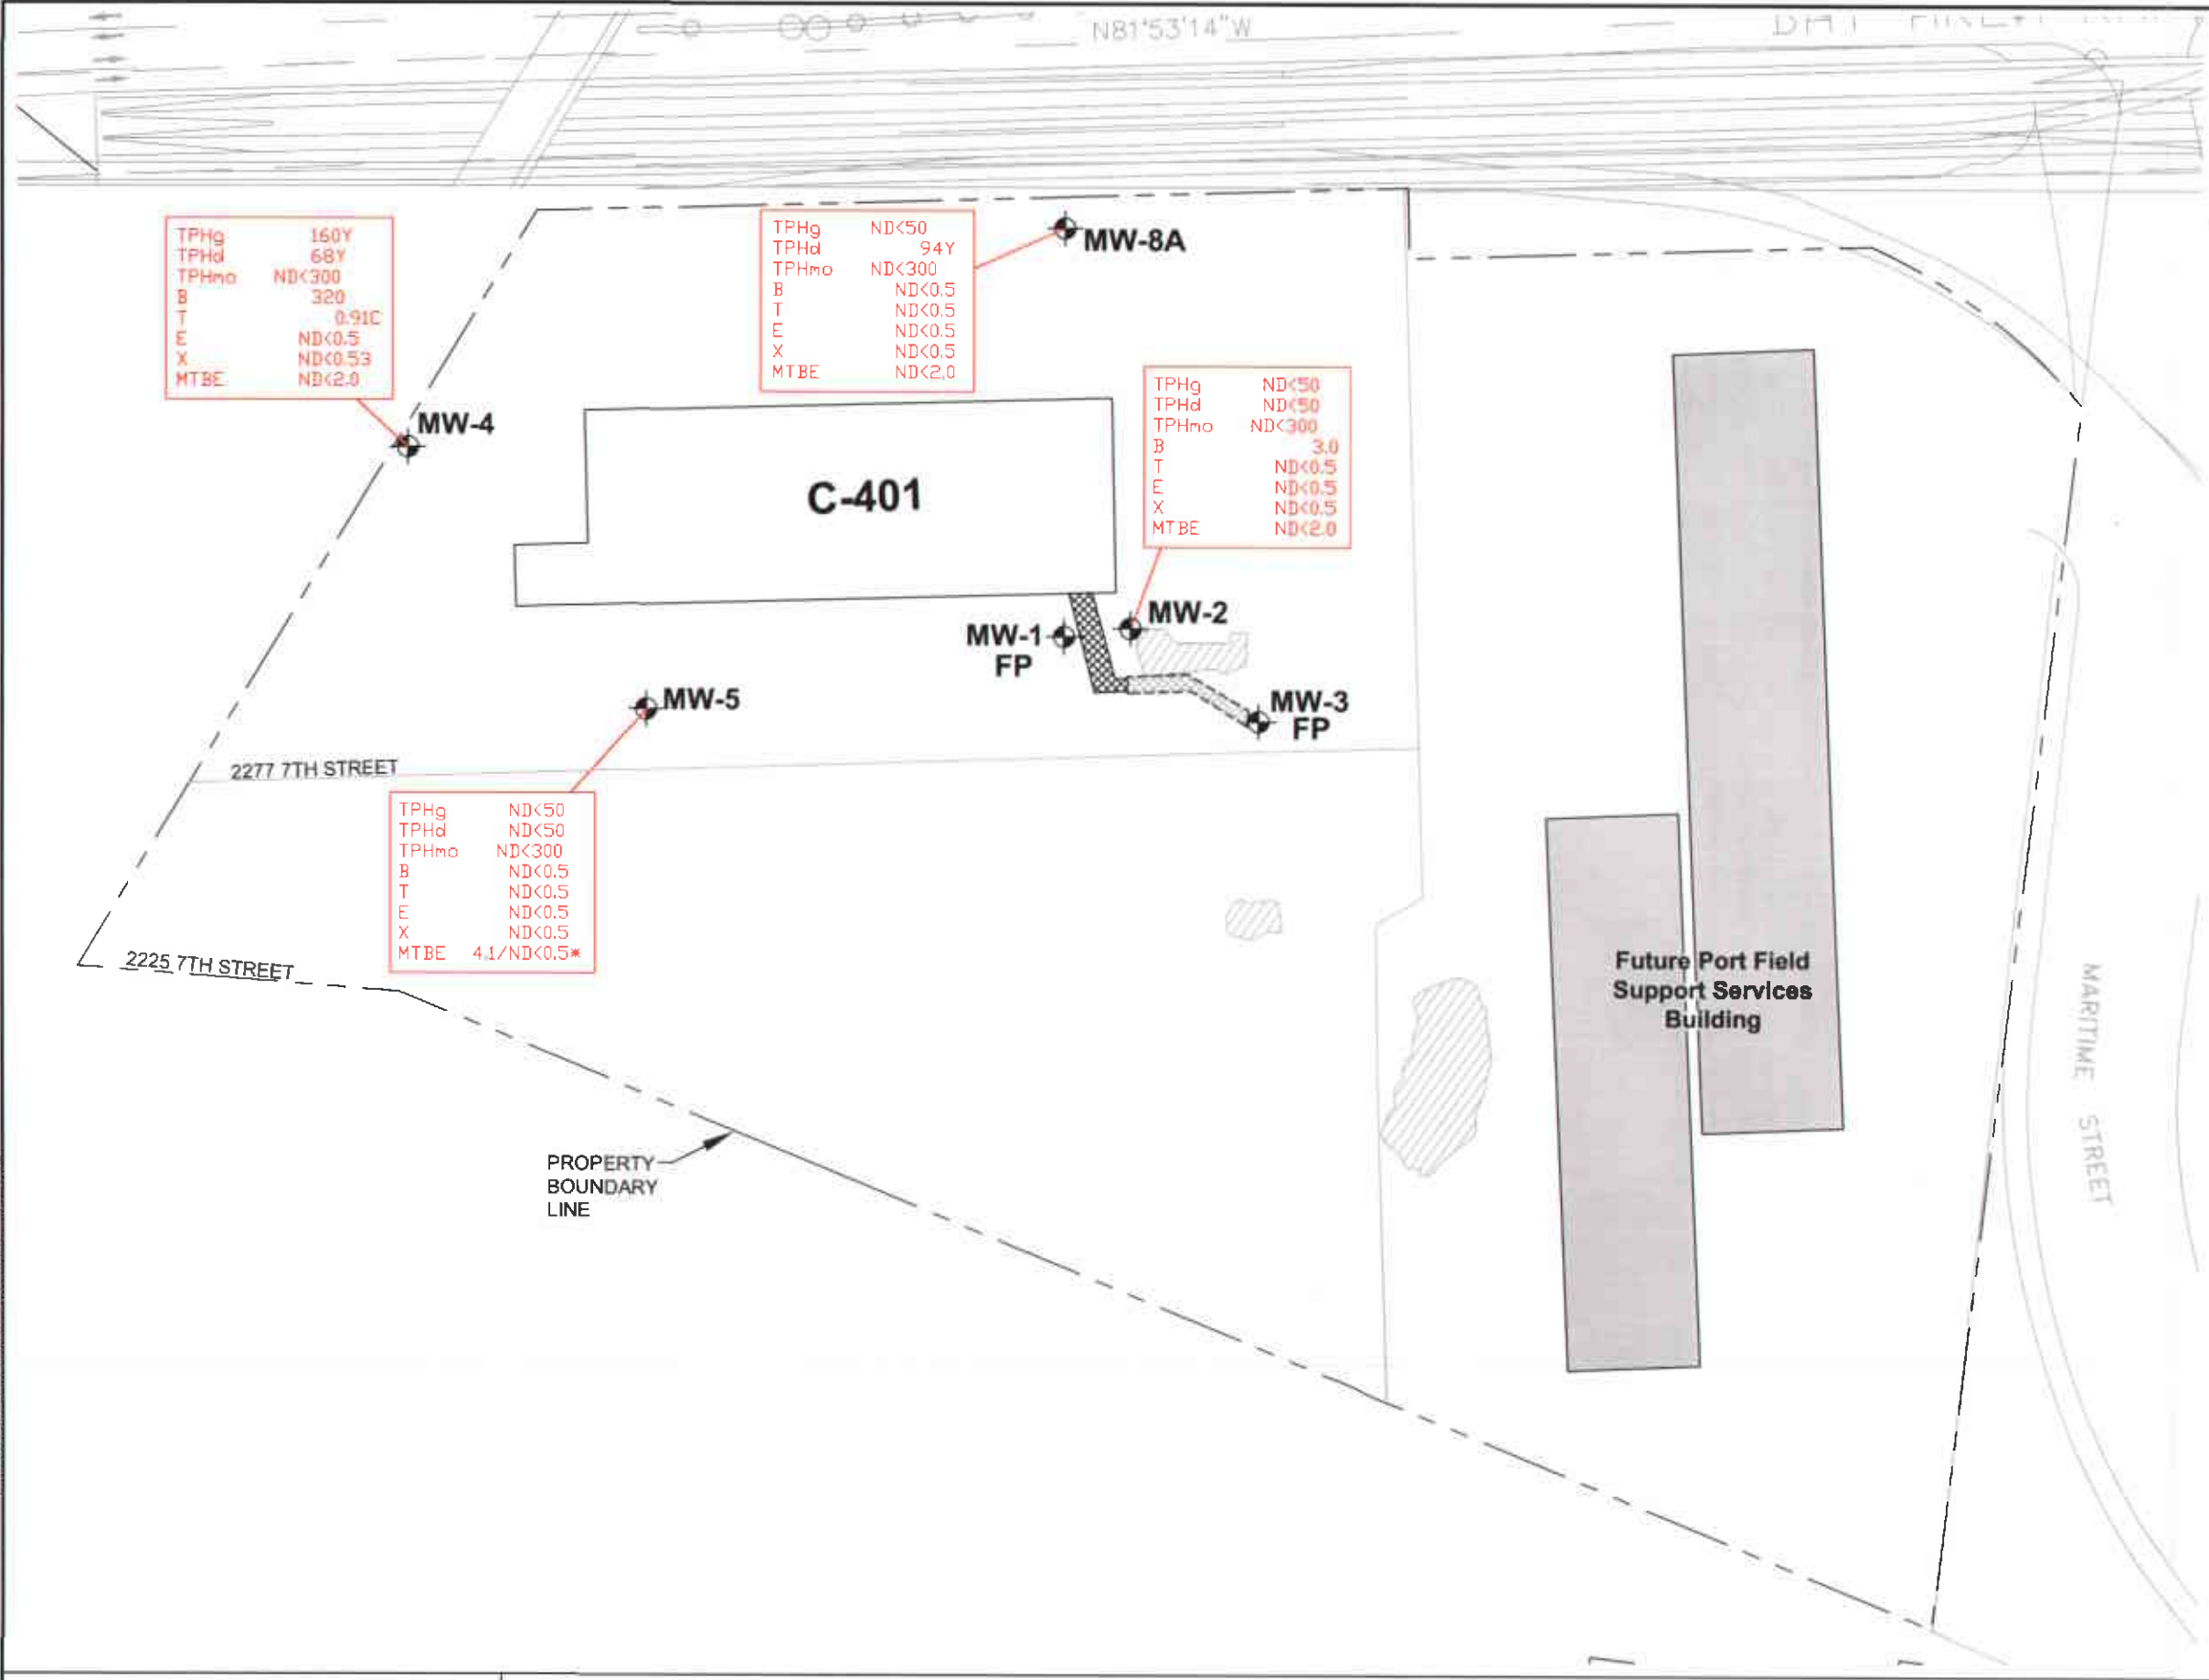 N81°53'14"W
TPHg 160Y
TPHd 68Y
TPHmo ND<300
B 320
T 0.91C
E ND<0.5
X ND<0.53
MTBE ND<2.0
TPHg ND<50
TPHd 94Y
TPHmo ND<300
B ND<0.5
T ND<0.5
E ND<0.5
X ND<0.5
MTBE ND<2.0
MW-8A
TPHg ND<50
TPHd ND<50
TPHmo ND<300
B 3.0
T ND<0.5
E ND<0.5
X ND<0.5
MTBE ND<2.0
MW-4
C-401
MW-1
FP
MW-2
MW-5
MW-3
FP
2277 7TH STREET
TPHg ND<50
TPHd ND<50
TPHmo ND<300
B ND<0.5
T ND<0.5
E ND<0.5
X ND<0.5
MTBE 4.1/ND<0.5*
2225 7TH STREET
Future Port Field
Support Services
Building
MARITIME STREET
PROPERTY
BOUNDARY
LINE